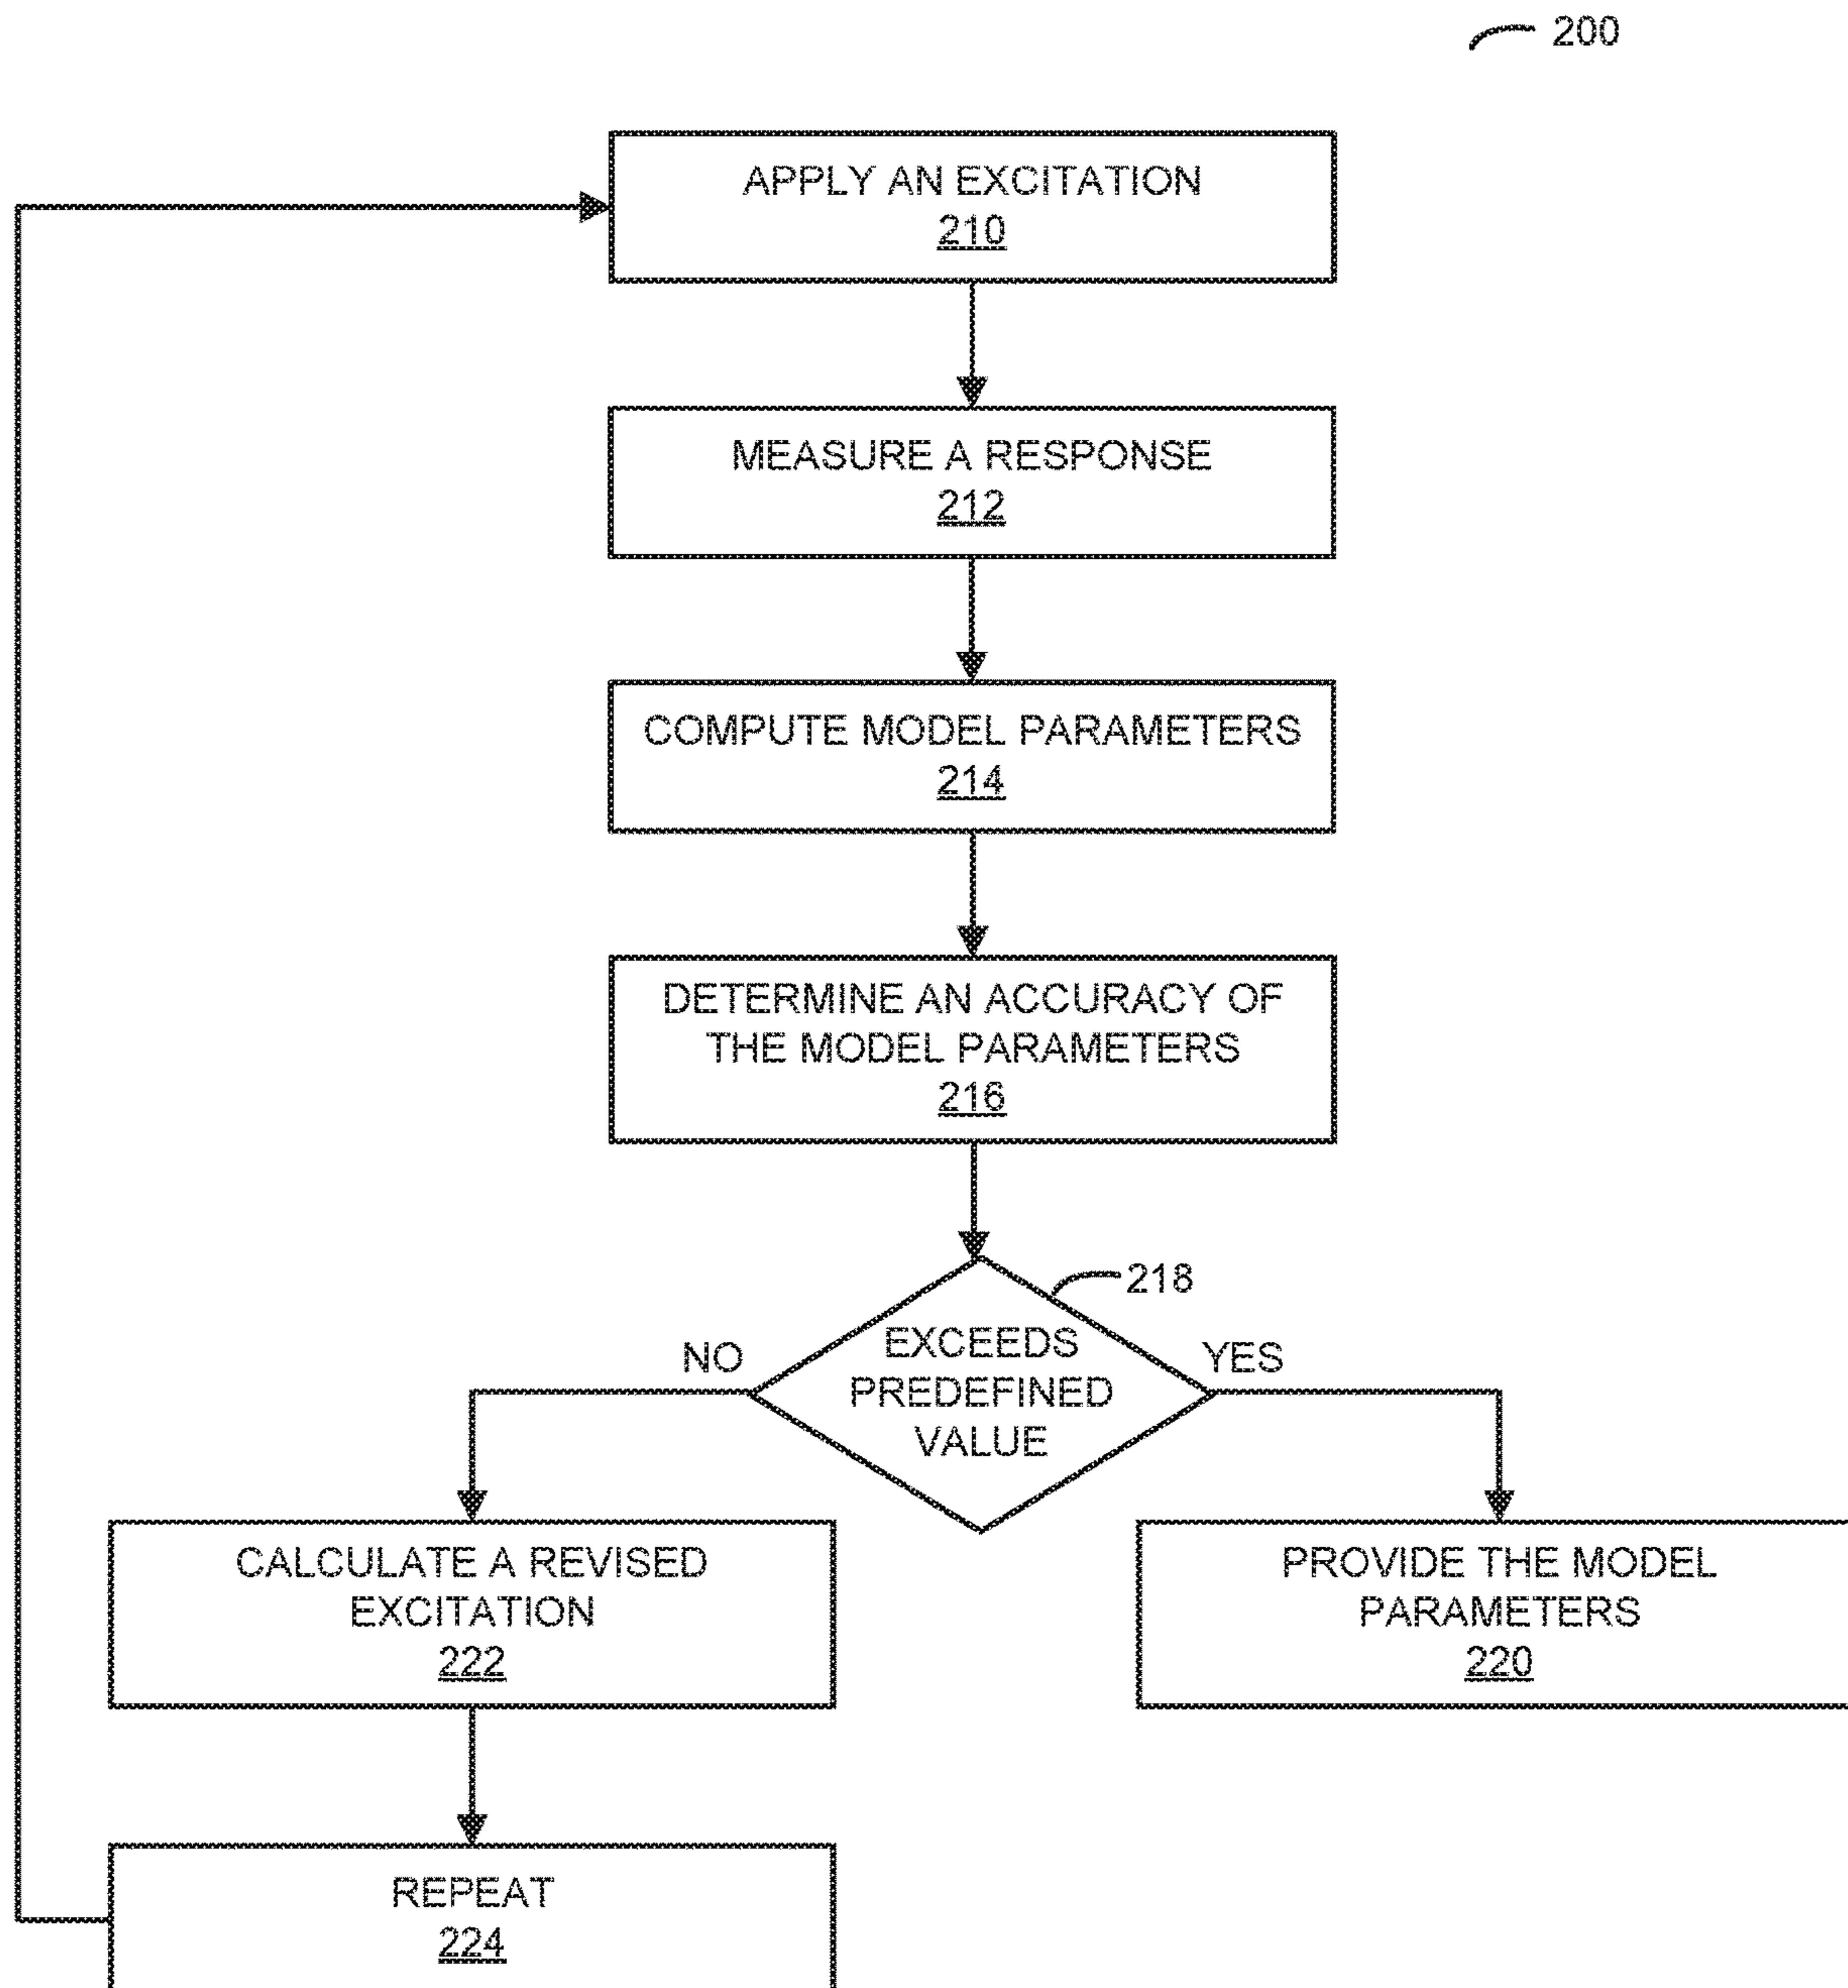 200
APPLY AN EXCITATION
210
MEASURE A RESPONSE
212
COMPUTE MODEL PARAMETERS
214
DETERMINE AN ACCURACY OF
THE MODEL PARAMETERS
216
218
NO
EXCEEDS
PREDEFINED
VALUE
YES
CALCULATE A REVISED
EXCITATION
222
PROVIDE THE MODEL
PARAMETERS
220
REPEAT
224